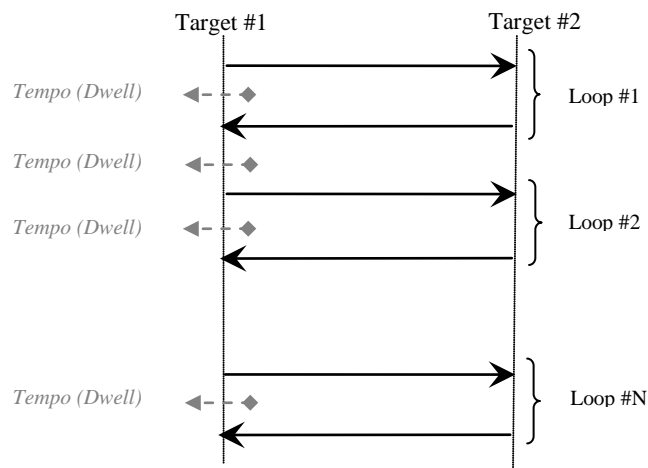 Target #1 Target #2
Tempo (Dwell) Loop #1
Tempo (Dwell)
Tempo (Dwell) Loop #2
Tempo (Dwell) Loop #N